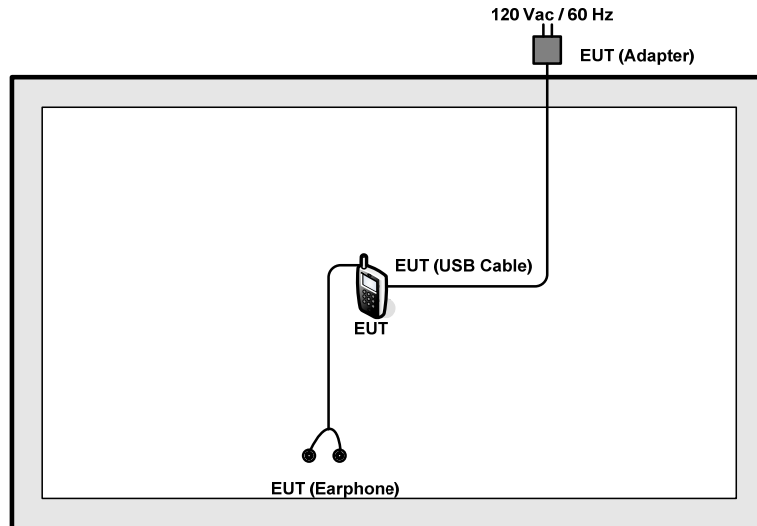 120 Vac / 60 Hz
EUT (Adapter)
EUT (USB Cable)
EUT
EUT (Earphone)